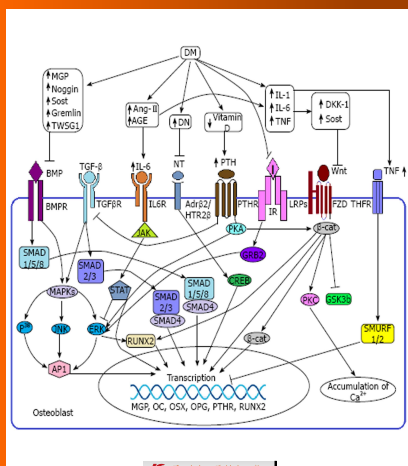 DM
MGP
Noggin
Sost
Gremlin
TWSG1
Ang-II
AGE
DN
Vitamin
D
IL-1
IL-6
TNF
DKK-1
Sost
BMP
TGF-β
IL-6
NT
PTH
I
Wnt
TNF
BMPR
TGFβR
IL6R
Adrβ2/
HTR2β
PTHR
IR
LRPs
FZD
THFR
JAK
PKA
β-cat
GRB2
SMAD
1/5/8
SMAD
2/3
STAT
SMAD
2/3
SMAD4
SMAD
1/5/8
SMAD4
CREB
MAPKs
PKC
GSK3b
P38
JNK
ERK
RUNX2
β-cat
SMURF
1/2
AP1
Transcription
MGP, OC, OSX, OPG, PTHR, RUNX2
Accumulation of
Ca2+
Osteoblast